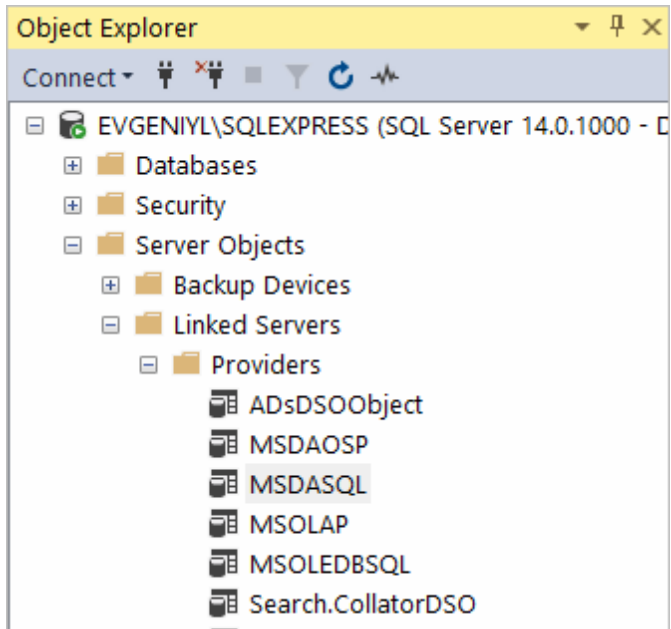 Object Explorer
Connect
EVGENIYL\SQLEXPRESS (SQL Server 14.0.1000 - D
Databases
Security
Server Objects
Backup Devices
Linked Servers
Providers
ADsDSOObject
MSDAOSP
MSDASQL
MSOLAP
MSOLEDBSQL
Search.CollatorDSO